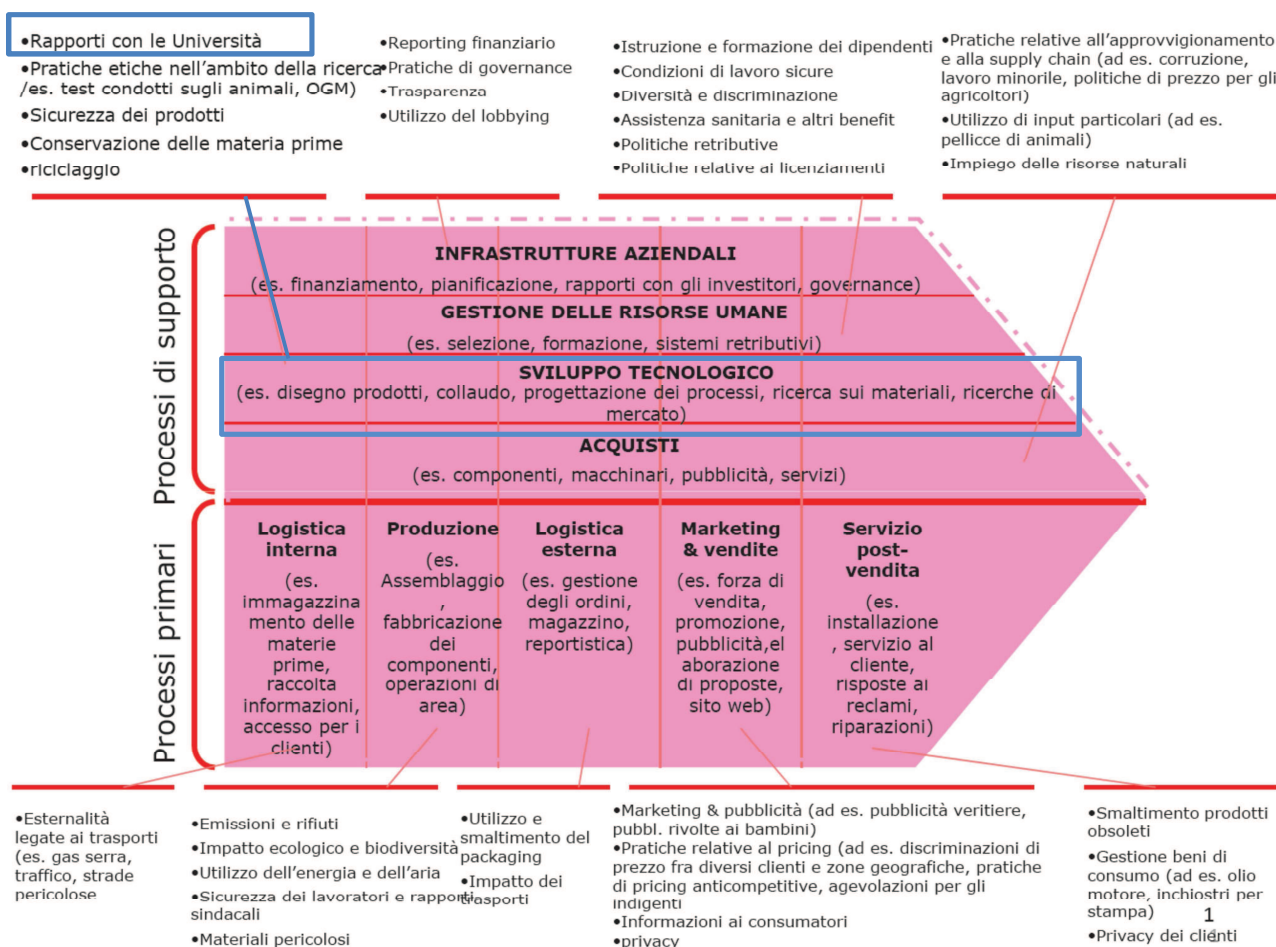 •Rapporti con le Università
•Pratiche etiche nell'ambito della ricerca
/es. test condotti sugli animali, OGM)
•Sicurezza dei prodotti
•Conservazione delle materia prime
•riciclaggio
•Reporting finanziario
•Pratiche di governance
•Trasparenza
•Utilizzo del lobbying
•Istruzione e formazione dei dipendenti
•Condizioni di lavoro sicure
•Diversità e discriminazione
•Assistenza sanitaria e altri benefit
•Politiche retributive
•Politiche relative ai licenziamenti
•Pratiche relative all'approvvigionamento
e alla supply chain (ad es. corruzione,
lavoro minorile, politiche di prezzo per gli
agricoltori)
•Utilizzo di input particolari (ad es.
pellicce di animali)
•Impiego delle risorse naturali
Processi di supporto
INFRASTRUTTURE AZIENDALI
(es. finanziamento, pianificazione, rapporti con gli investitori, governance)
GESTIONE DELLE RISORSE UMANE
(es. selezione, formazione, sistemi retributivi)
SVILUPPO TECNOLOGICO
(es. disegno prodotti, collaudo, progettazione dei processi, ricerca sui materiali, ricerche di
mercato)
ACQUISTI
(es. componenti, macchinari, pubblicità, servizi)
Processi primari
Logistica
interna
(es.
immagazzina
mento delle
materie
prime,
raccolta
informazioni,
accesso per i
clienti)
Produzione
(es.
Assemblaggio
,
fabbricazione
dei
componenti,
operazioni di
area)
Logistica
esterna
(es. gestione
degli ordini,
magazzino,
reportistica)
Marketing
& vendite
(es. forza di
vendita,
promozione,
pubblicità,el
aborazione
di proposte,
sito web)
Servizio
post-
vendita
(es.
installazione
, servizio al
cliente,
risposte ai
reclami,
riparazioni)
•Esternalità
legate ai trasporti
(es. gas serra,
traffico, strade
pericolose
•Emissioni e rifiuti
•Impatto ecologico e biodiversità
•Utilizzo dell'energia e dell'aria
•Sicurezza dei lavoratori e rapporti
sindacali
•Materiali pericolosi
•Utilizzo e
smaltimento del
packaging
•Impatto dei
trasporti
•Marketing & pubblicità (ad es. pubblicità veritiere,
pubbl. rivolte ai bambini)
•Pratiche relative al pricing (ad es. discriminazioni di
prezzo fra diversi clienti e zone geografiche, pratiche
di pricing anticompetitive, agevolazioni per gli
indigenti
•Informazioni ai consumatori
•privacy
•Smaltimento prodotti
obsoleti
•Gestione beni di
consumo (ad es. olio
motore, inchiostri per
stampa)
•Privacy dei clienti
1